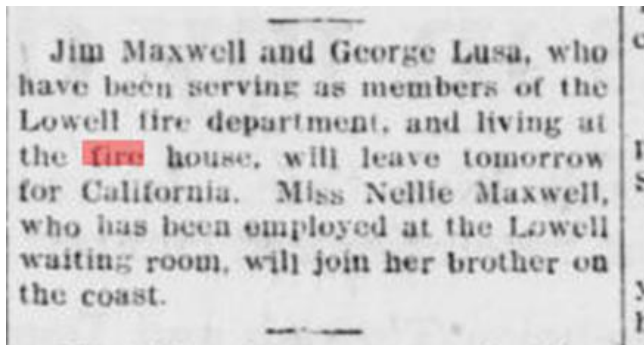 Jim Maxwell and George Lusa, who
have been serving as members of the
Lowell fire department, and living at
the fire house, will leave tomorrow
for California. Miss Nellie Maxwell,
who has been employed at the Lowell
waiting room, will join her brother on
the coast.